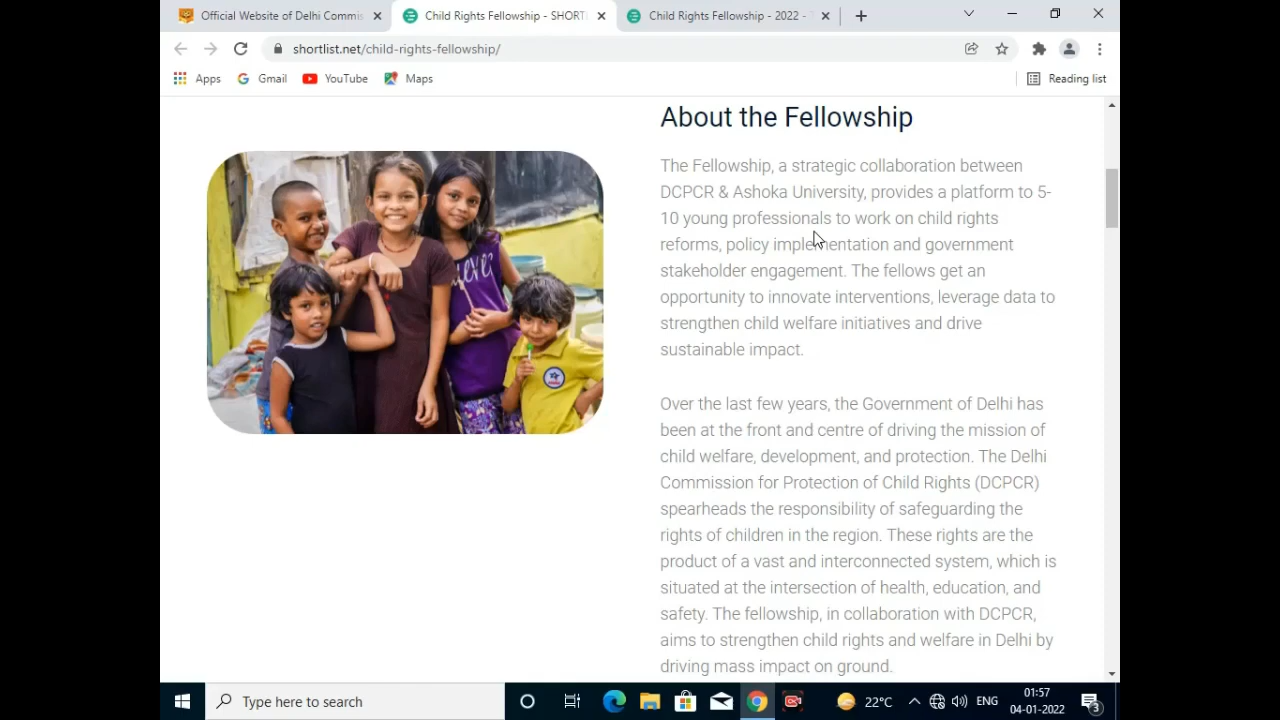 Official Website of Delhi Commis
Child Rights Fellowship - SHORTL
Child Rights Fellowship - 2022 - T
shortlist.net/child-rights-fellowship/
Apps
Gmail
YouTube
Maps
Reading list
About the Fellowship
The Fellowship, a strategic collaboration between
DCPCR & Ashoka University, provides a platform to 5-
10 young professionals to work on child rights
reforms, policy implementation and government
stakeholder engagement. The fellows get an
opportunity to innovate interventions, leverage data to
strengthen child welfare initiatives and drive
sustainable impact.
Over the last few years, the Government of Delhi has
been at the front and centre of driving the mission of
child welfare, development, and protection. The Delhi
Commission for Protection of Child Rights (DCPCR)
spearheads the responsibility of safeguarding the
rights of children in the region. These rights are the
product of a vast and interconnected system, which is
situated at the intersection of health, education, and
safety. The fellowship, in collaboration with DCPCR,
aims to strengthen child rights and welfare in Delhi by
driving mass impact on ground.
Type here to search
22°C
ENG
01:57
04-01-2022
3